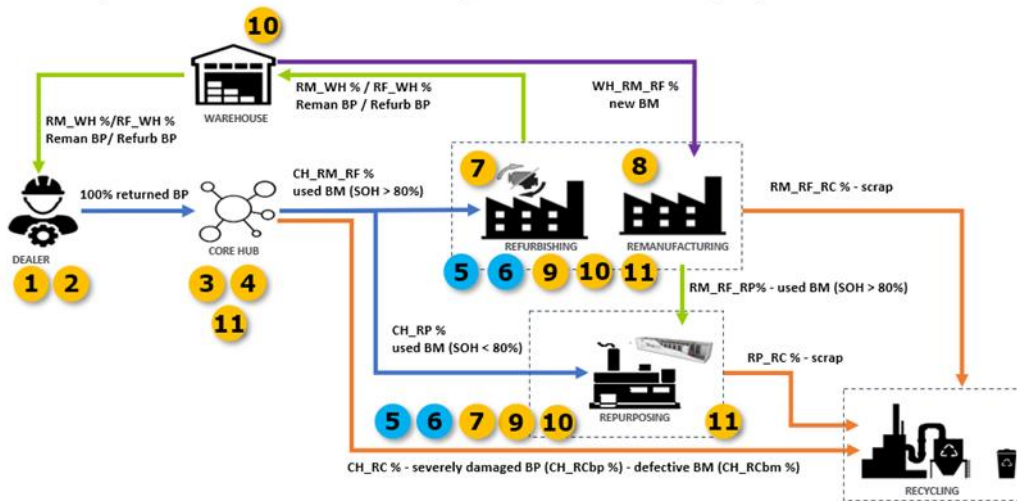 10
WAREHOUSE
RM_WH % / RF_WH %
Reman BP / Refurb BP
WH_RM_RF %
new BM
RM_WH %/RF_WH %
Reman BP/ Refurb BP
100% returned BP
CH_RM_RF %
used BM (SOH > 80%)
7
8
RM_RF_RC % - scrap
DEALER
CORE HUB
REFURBISHING
REMANUFACTURING
1 2
3 4
11
5 6 9 10 11
RM_RF_RP% - used BM (SOH > 80%)
CH_RP %
used BM (SOH < 80%)
RP_RC % - scrap
REPURPOSING
5 6 7 9 10
11
CH_RC % - severely damaged BP (CH_RCbp %) - defective BM (CH_RCbm %)
RECYCLING